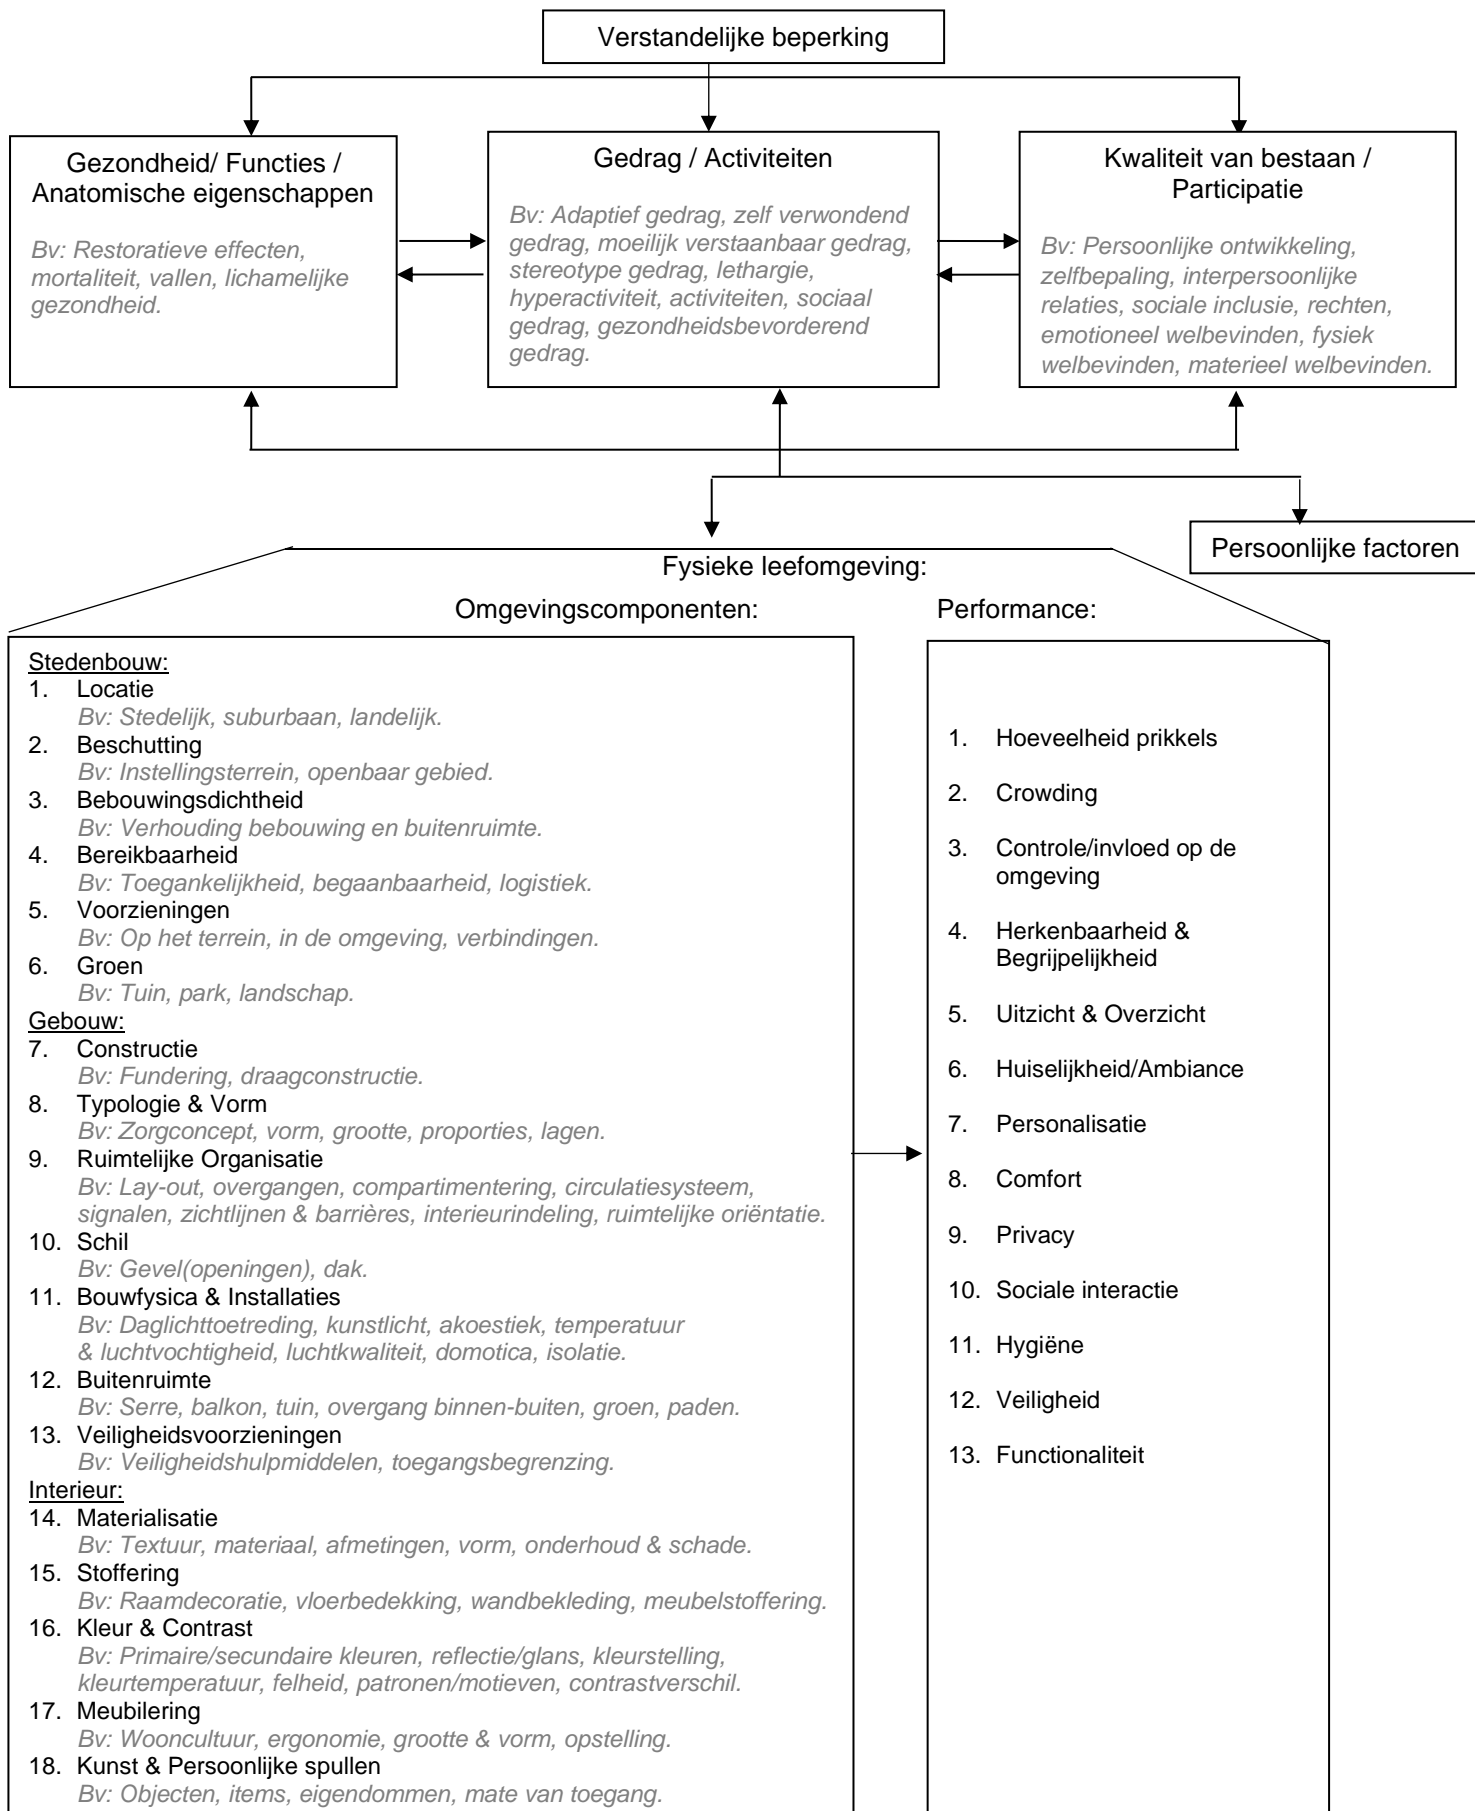 Verstandelijke beperking
Gezondheid/ Functies /
Anatomische eigenschappen
Bv: Restoratieve effecten,
mortaliteit, vallen, lichamelijke
gezondheid.
Gedrag / Activiteiten
Bv: Adaptief gedrag, zelf verwondend
gedrag, moeilijk verstaanbaar gedrag,
stereotype gedrag, lethargie,
hyperactiviteit, activiteiten, sociaal
gedrag, gezondheidsbevorderend
gedrag.
Kwaliteit van bestaan /
Participatie
Bv: Persoonlijke ontwikkeling,
zelfbepaling, interpersoonlijke
relaties, sociale inclusie, rechten,
emotioneel welbevinden, fysiek
welbevinden, materieel welbevinden.
Persoonlijke factoren
Fysieke leefomgeving:
Omgevingscomponenten:
Stedenbouw:
1. Locatie
Bv: Stedelijk, suburbaan, landelijk.
2. Beschutting
Bv: Instellingsterrein, openbaar gebied.
3. Bebouwingsdichtheid
Bv: Verhouding bebouwing en buitenruimte.
4. Bereikbaarheid
Bv: Toegankelijkheid, begaanbaarheid, logistiek.
5. Voorzieningen
Bv: Op het terrein, in de omgeving, verbindingen.
6. Groen
Bv: Tuin, park, landschap.
Gebouw:
7. Constructie
Bv: Fundering, draagconstructie.
8. Typologie & Vorm
Bv: Zorgconcept, vorm, grootte, proporties, lagen.
9. Ruimtelijke Organisatie
Bv: Lay-out, overgangen, compartimentering, circulatiesysteem,
signalen, zichtlijnen & barrières, interieurindeling, ruimtelijke oriëntatie.
10. Schil
Bv: Gevel(openingen), dak.
11. Bouwfysica & Installaties
Bv: Daglichttoetreding, kunstlicht, akoestiek, temperatuur
& luchtvochtigheid, luchtkwaliteit, domotica, isolatie.
12. Buitenruimte
Bv: Serre, balkon, tuin, overgang binnen-buiten, groen, paden.
13. Veiligheidsvoorzieningen
Bv: Veiligheidshulpmiddelen, toegangsbegrenzing.
Interieur:
14. Materialisatie
Bv: Textuur, materiaal, afmetingen, vorm, onderhoud & schade.
15. Stoffering
Bv: Raamdecoratie, vloerbedekking, wandbekleding, meubelstoffering.
16. Kleur & Contrast
Bv: Primaire/secundaire kleuren, reflectie/glans, kleurstelling,
kleurtemperatuur, felheid, patronen/motieven, contrastverschil.
17. Meubilering
Bv: Wooncultuur, ergonomie, grootte & vorm, opstelling.
18. Kunst & Persoonlijke spullen
Bv: Objecten, items, eigendommen, mate van toegang.
Performance:
1. Hoeveelheid prikkels
2. Crowding
3. Controle/invloed op de
omgeving
4. Herkenbaarheid &
Begrijpelijkheid
5. Uitzicht & Overzicht
6. Huiselijkheid/Ambiance
7. Personalisatie
8. Comfort
9. Privacy
10. Sociale interactie
11. Hygiëne
12. Veiligheid
13. Functionaliteit